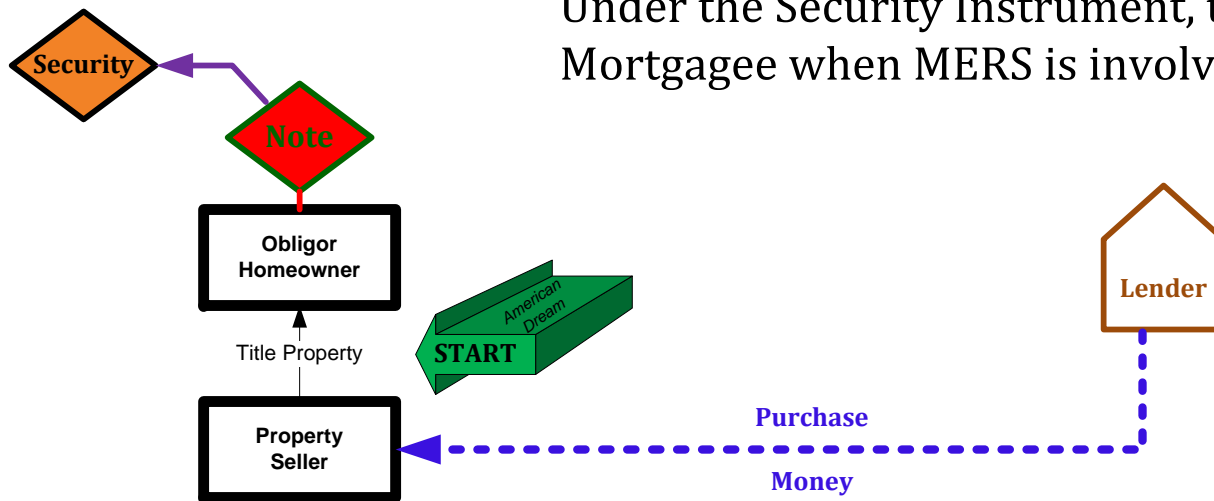 Under the Security Instrument,
Mortgagee when MERS is
Security
Note
Obligor
Homeowner
American
Dream
START
Lender
Title Property
Property
Seller
Purchase
Money